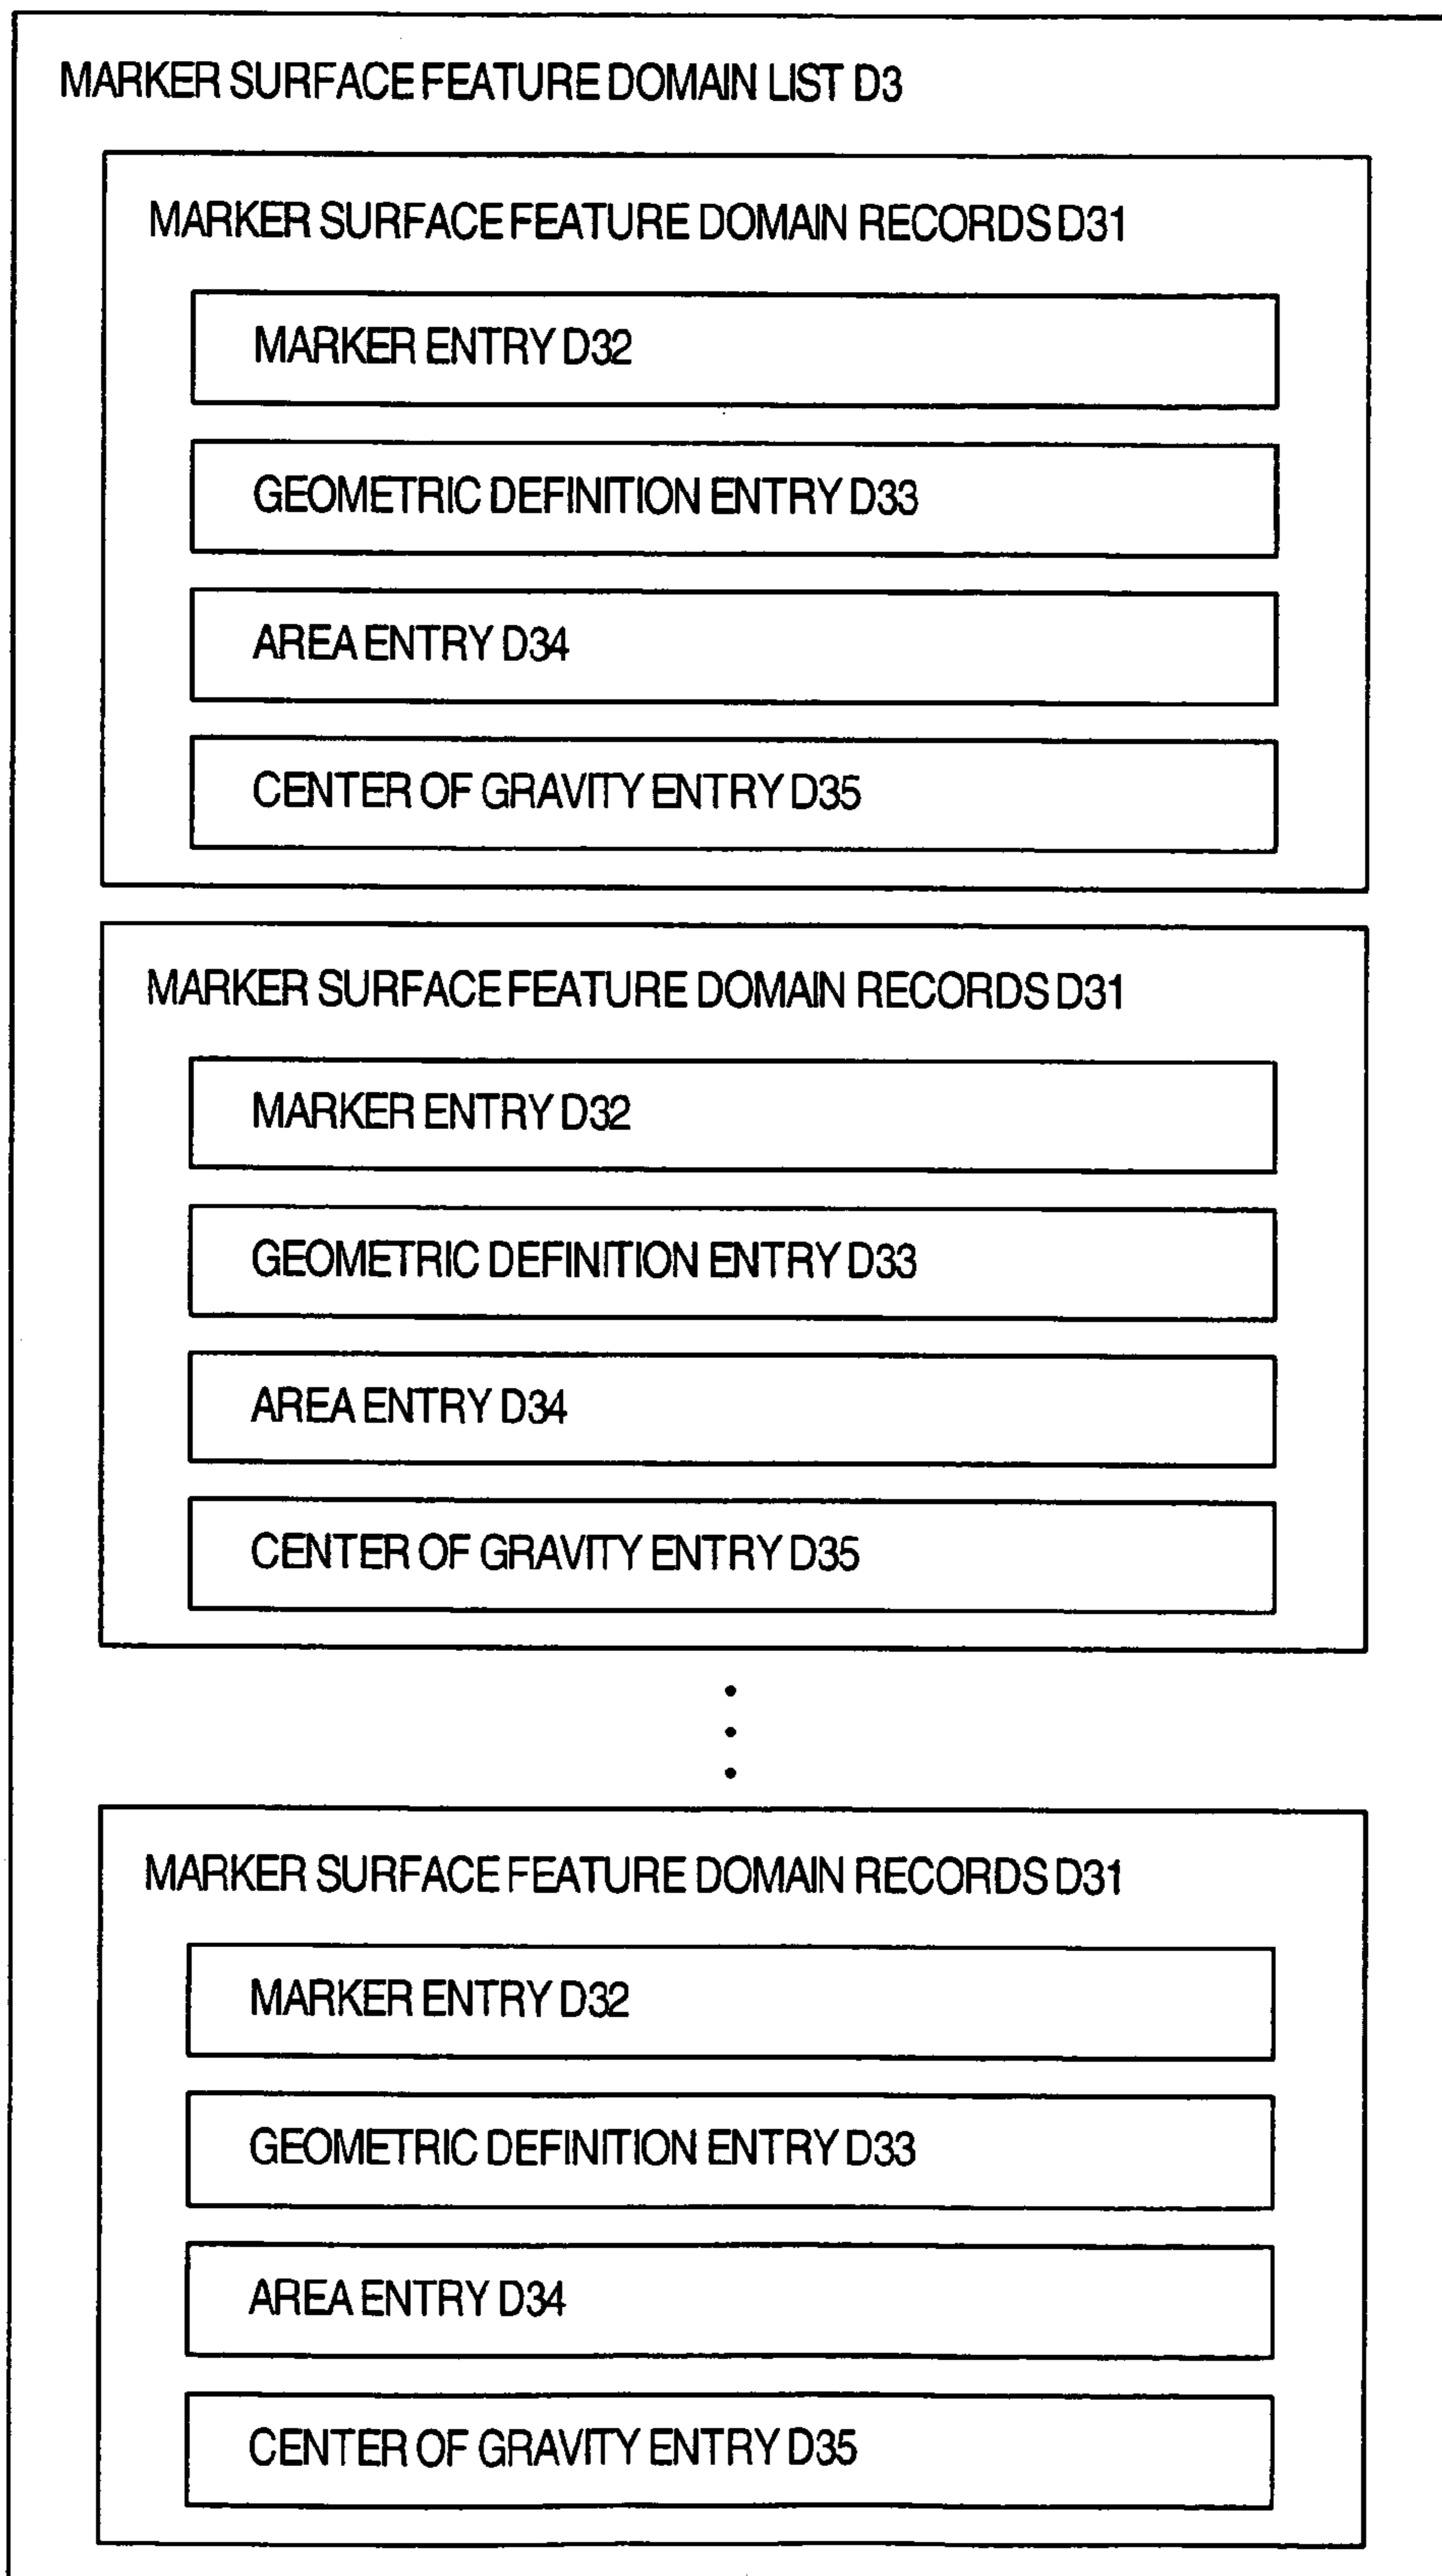 MARKER SURFACE FEATURE DOMAIN LIST D3
MARKER SURFACE FEATURE DOMAIN RECORDS D31
MARKER ENTRY D32
GEOMETRIC DEFINITION ENTRY D33
AREA ENTRY D34
CENTER OF GRAVITY ENTRY D35
MARKER SURFACE FEATURE DOMAIN RECORDS D31
MARKER ENTRY D32
GEOMETRIC DEFINITION ENTRY D33
AREA ENTRY D34
CENTER OF GRAVITY ENTRY D35
MARKER SURFACE FEATURE DOMAIN RECORDS D31
MARKER ENTRY D32
GEOMETRIC DEFINITION ENTRY D33
AREA ENTRY D34
CENTER OF GRAVITY ENTRY D35